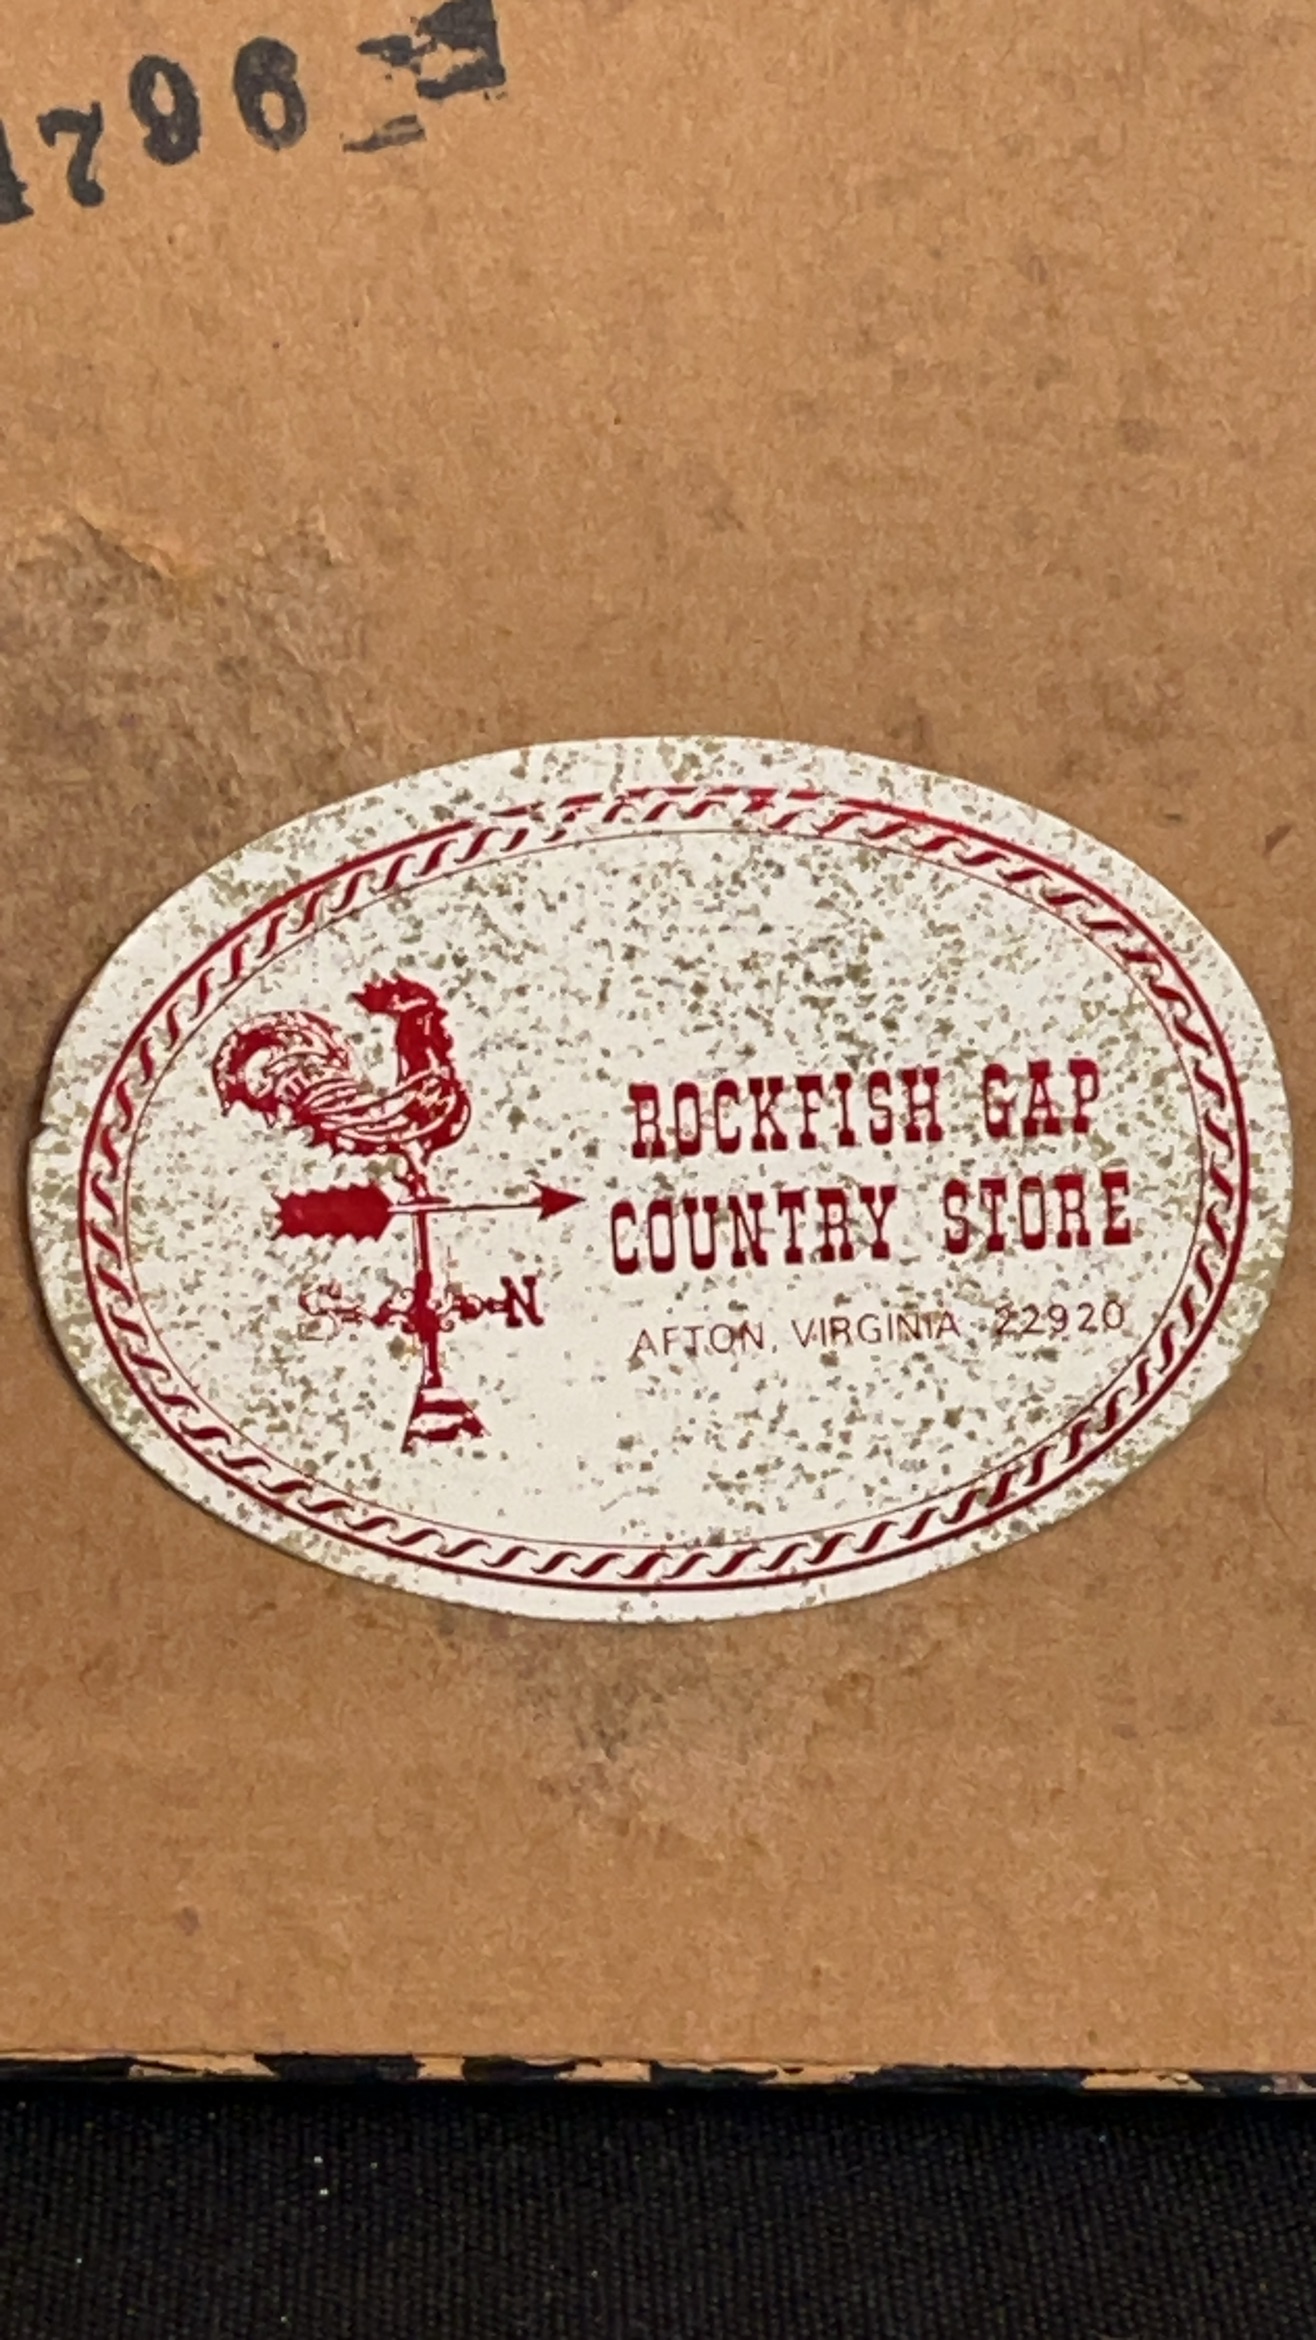 1796
ROCKFISH GAP
COUNTRY STORE
S N
AFTON, VIRGINIA 22920